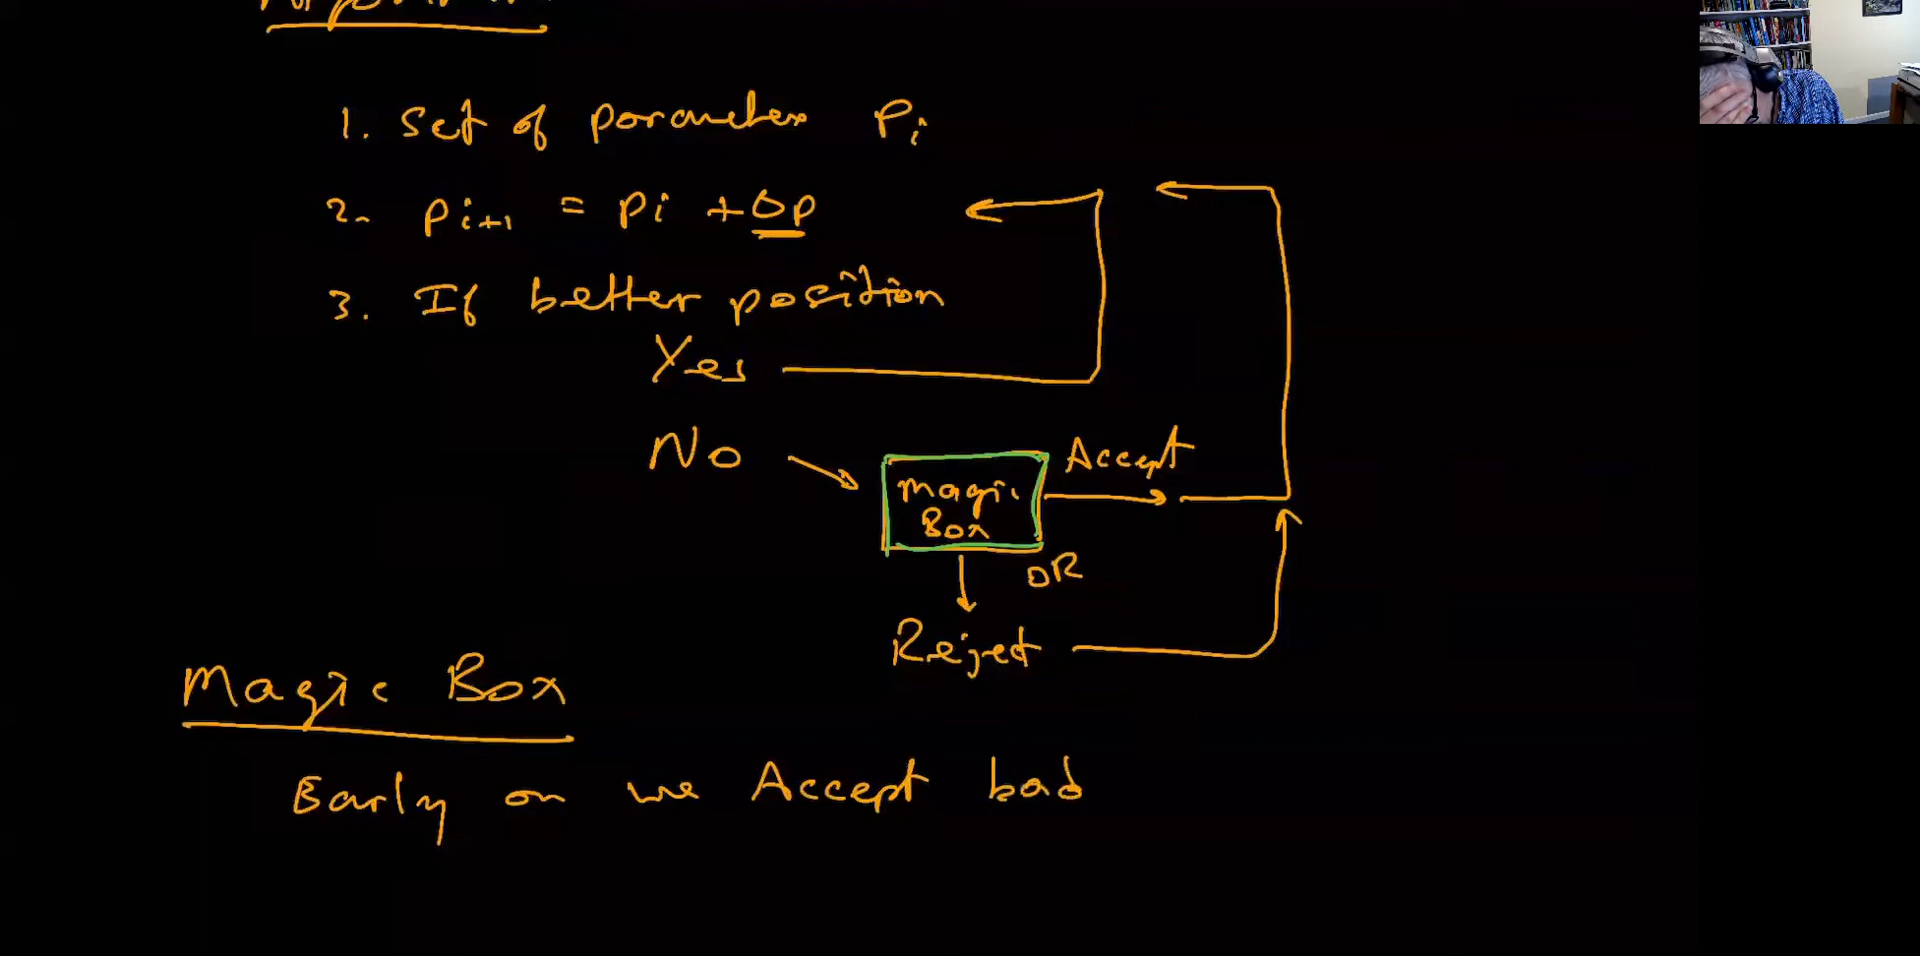 1. Set of parameters Pi
2. Pi+1 = Pi + Δp
3. If better position
Yes
No
Accept
Magic
Box
OR
Reject
Magic Box
Early on we Accept bad